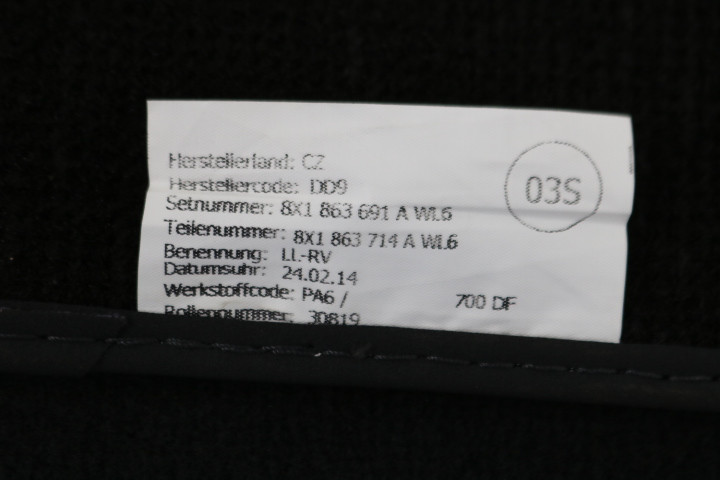 Herstellerland: CZ
Herstellercode: DD9
03S
Setnummer: 8X1 863 691 A WL6
Teilenummer: 8X1 863 714 A WL6
Benennung: LL-RV
Datumsuhr: 24.02.14
Werkstoffcode: PA6 / 700 DF
Rollennummer: 30819